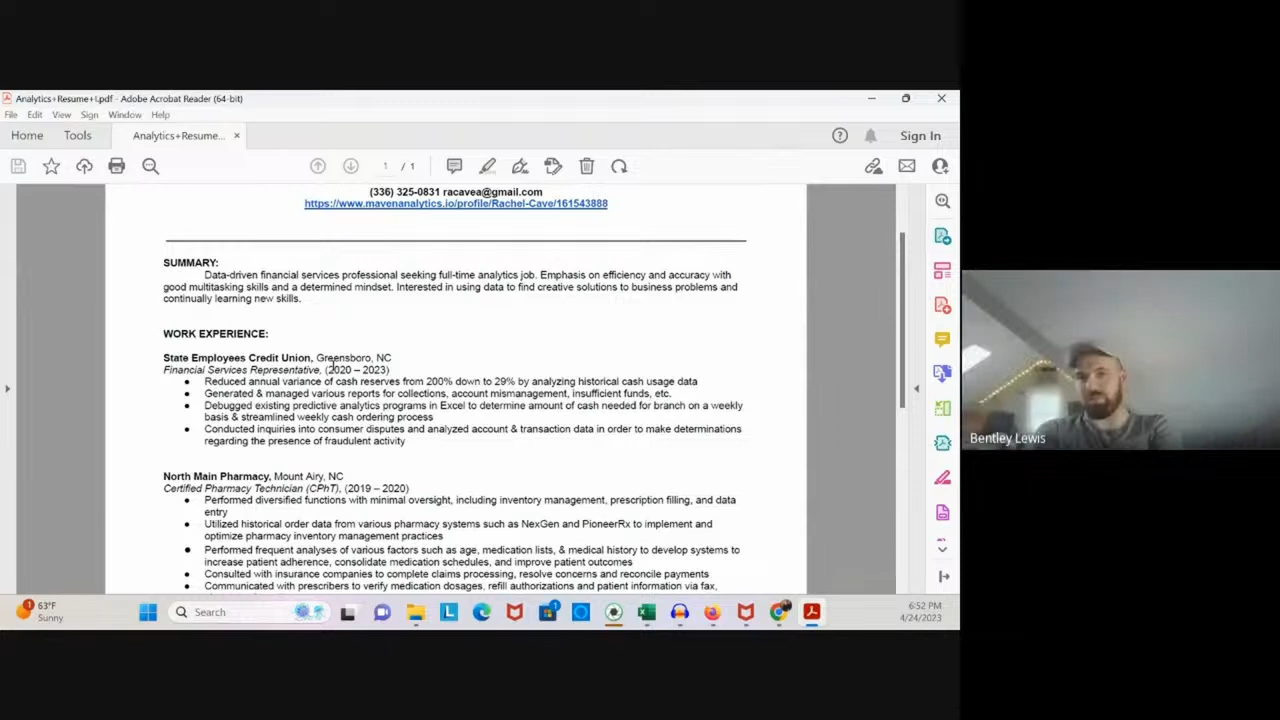 Analytics+Resume+I.pdf - Adobe Acrobat Reader (64-bit)
File Edit View Sign Window Help
Home Tools Analytics+Resume... × Sign In
1 / 1
(336) 325-0831 racavea@gmail.com
https://www.mavenanalytics.io/profile/Rachel-Cave/161543888
SUMMARY:
Data-driven financial services professional seeking full-time analytics job. Emphasis on efficiency and accuracy with
good multitasking skills and a determined mindset. Interested in using data to find creative solutions to business problems and
continually learning new skills.
WORK EXPERIENCE:
State Employees Credit Union, Greensboro, NC
Financial Services Representative, (2020 – 2023)
● Reduced annual variance of cash reserves from 200% down to 29% by analyzing historical cash usage data
● Generated & managed various reports for collections, account mismanagement, insufficient funds, etc.
● Debugged existing predictive analytics programs in Excel to determine amount of cash needed for branch on a weekly
basis & streamlined weekly cash ordering process
● Conducted inquiries into consumer disputes and analyzed account & transaction data in order to make determinations
regarding the presence of fraudulent activity
North Main Pharmacy, Mount Airy, NC
Certified Pharmacy Technician (CPhT), (2019 – 2020)
● Performed diversified functions with minimal oversight, including inventory management, prescription filling, and data
entry
● Utilized historical order data from various pharmacy systems such as NexGen and PioneerRx to implement and
optimize pharmacy inventory management practices
● Performed frequent analyses of various factors such as age, medication lists, & medical history to develop systems to
increase patient adherence, consolidate medication schedules, and improve patient outcomes
● Consulted with insurance companies to complete claims processing, resolve concerns and reconcile payments
● Communicated with prescribers to verify medication dosages, refill authorizations and patient information via fax,
Bentley Lewis
63°F
Sunny
Search
6:52 PM
4/24/2023